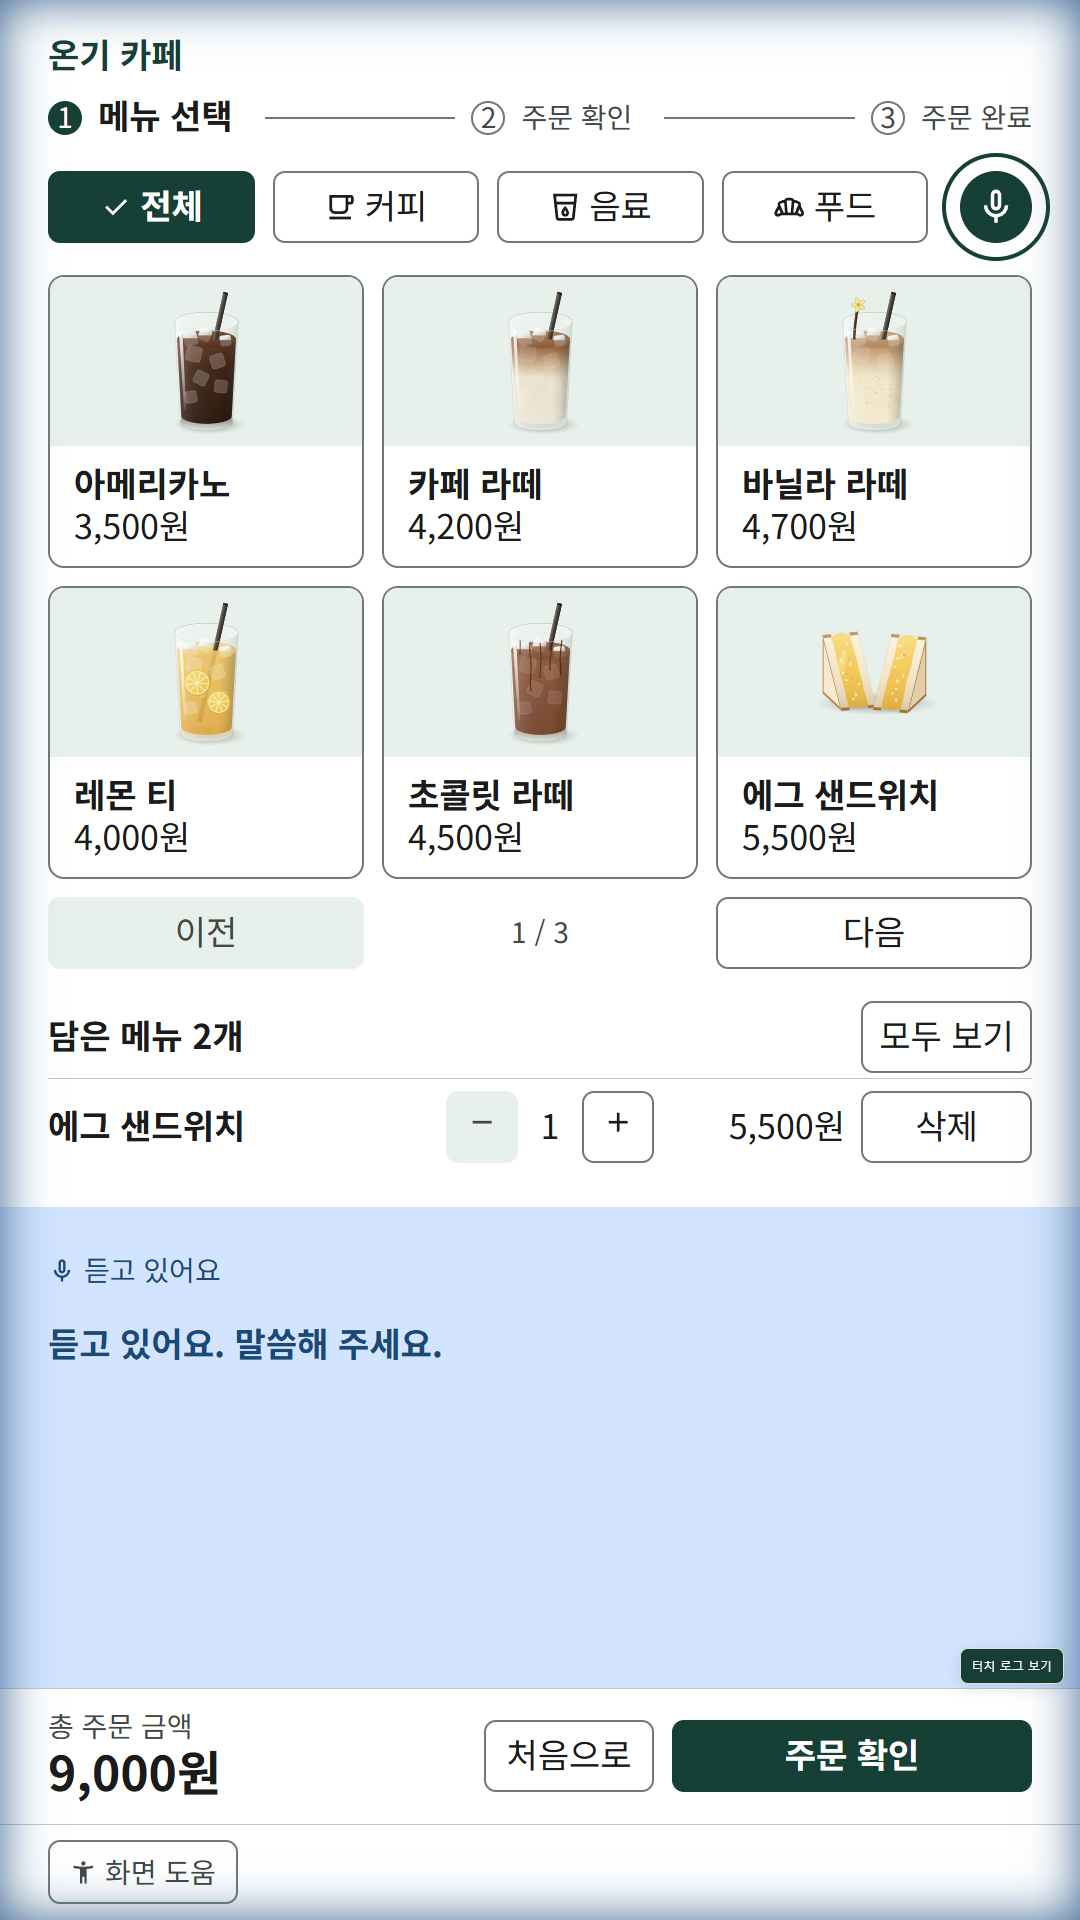 온기 카페
1 메뉴 선택
2 주문 확인
3 주문 완료
전체
커피
음료
푸드
아메리카노
3,500원
카페 라떼
4,200원
바닐라 라떼
4,700원
레몬 티
4,000원
초콜릿 라떼
4,500원
에그 샌드위치
5,500원
이전
1 / 3
다음
담은 메뉴 2개
모두 보기
에그 샌드위치
− 1 +
5,500원
삭제
듣고 있어요
듣고 있어요. 말씀해 주세요.
터치 로그 보기
총 주문 금액
9,000원
처음으로
주문 확인
화면 도움